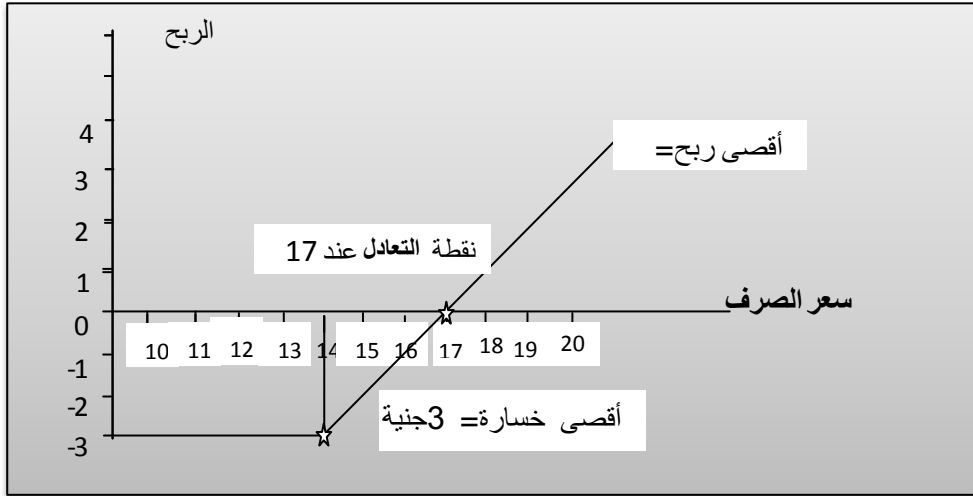 الربح
4
أقصى ربح=
3
2
نقطة التعادل عند 17
1
سعر الصرف
0
10 11 12 13 14 15 16 17 18 19 20
-1
-2
أقصى خسارة= 3جنية
-3